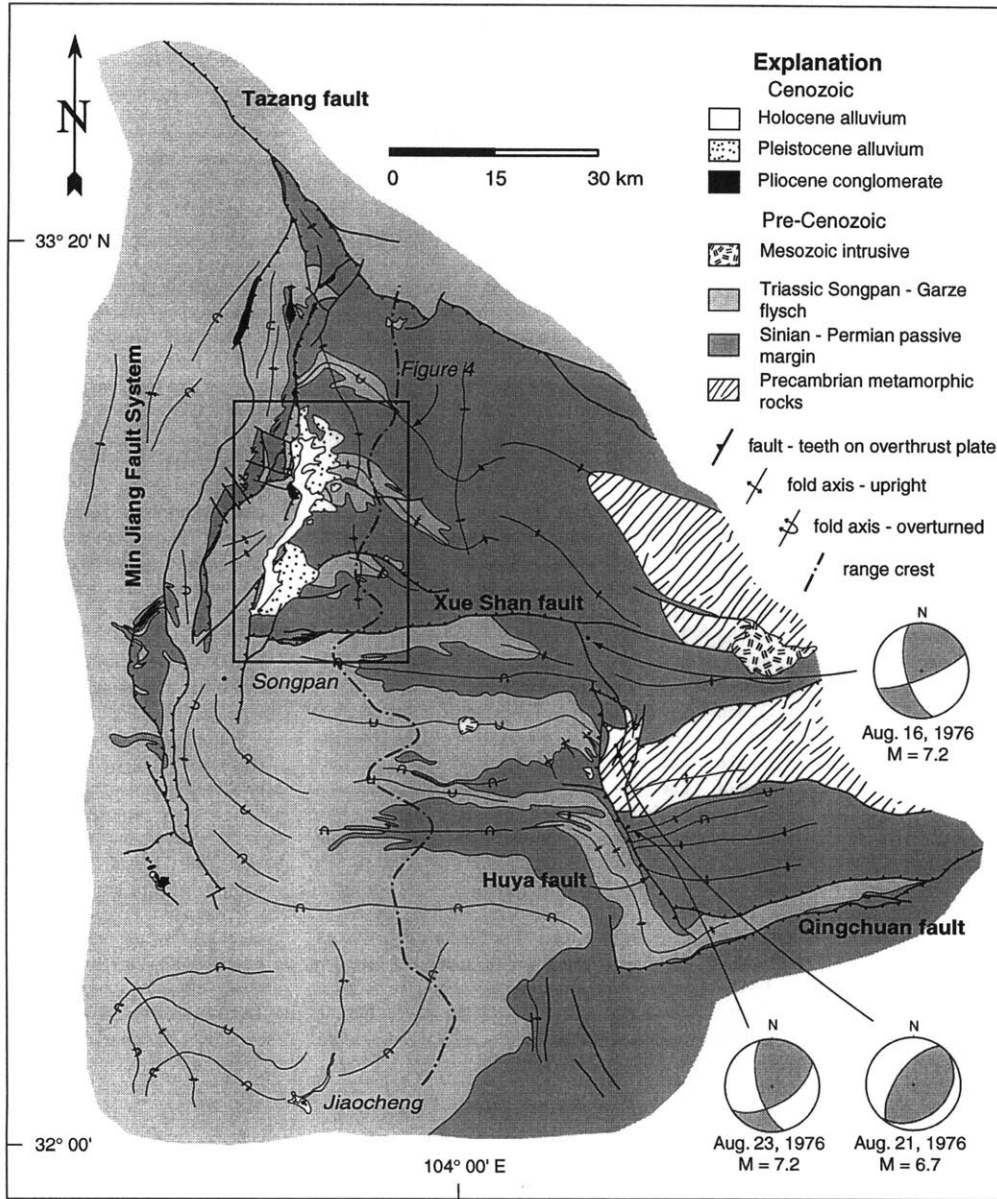 Explanation
Cenozoic
Holocene alluvium
Pleistocene alluvium
Pliocene conglomerate
Pre-Cenozoic
Mesozoic intrusive
Triassic Songpan - Garze
flysch
Sinian - Permian passive
margin
Precambrian metamorphic
rocks
fault - teeth on overthrust plate
fold axis - upright
fold axis - overturned
range crest
N
Tazang fault
0 15 30 km
33° 20' N
Figure 4
Min Jiang Fault System
Xue Shan fault
Songpan
N
Aug. 16, 1976
M = 7.2
Huya fault
Qingchuan fault
Jiaocheng
N
Aug. 23, 1976
M = 7.2
N
Aug. 21, 1976
M = 6.7
32° 00'
104° 00' E